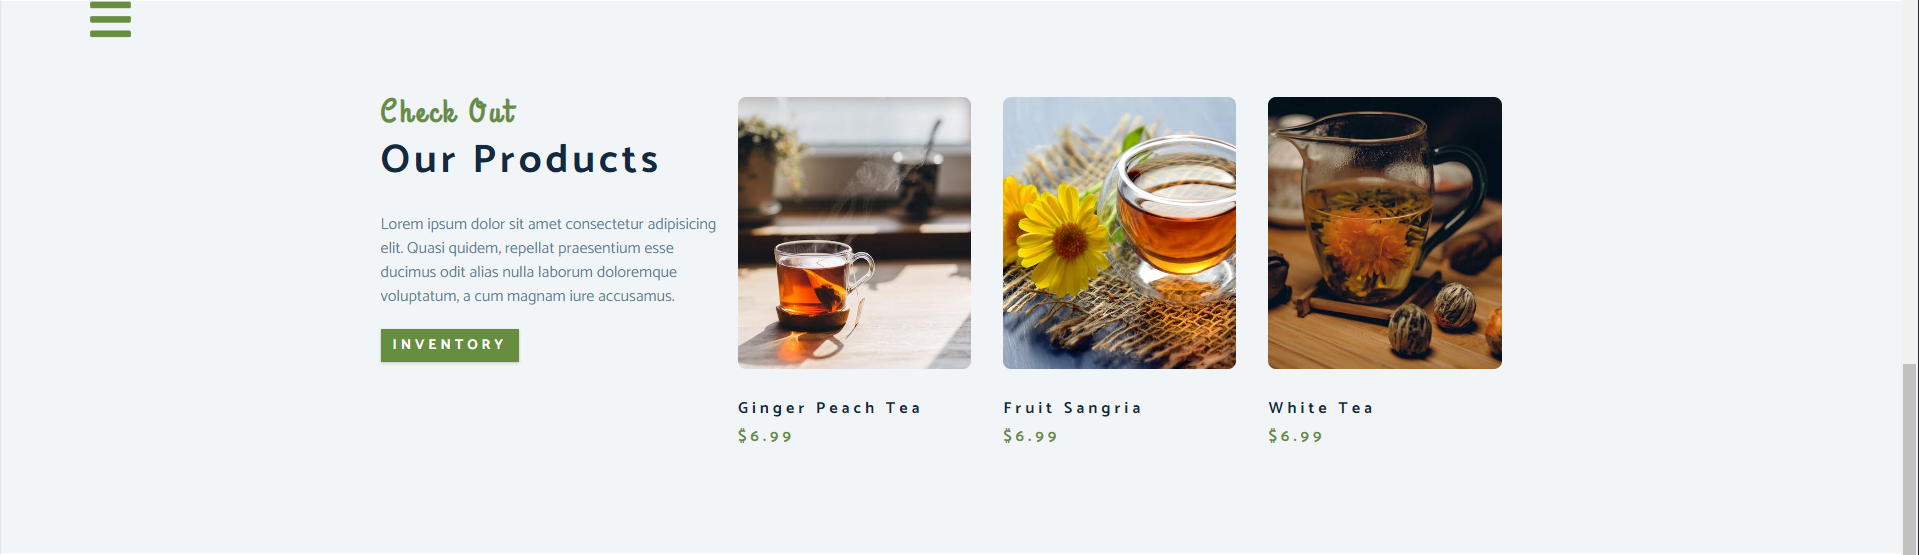 Check Out
Our Products
Lorem ipsum dolor sit amet consectetur adipisicing
elit. Quasi quidem, repellat praesentium esse
ducimus odit alias nulla laborum doloremque
voluptatum, a cum magnam iure accusamus.
INVENTORY
Ginger Peach Tea
$6.99
Fruit Sangria
$6.99
White Tea
$6.99